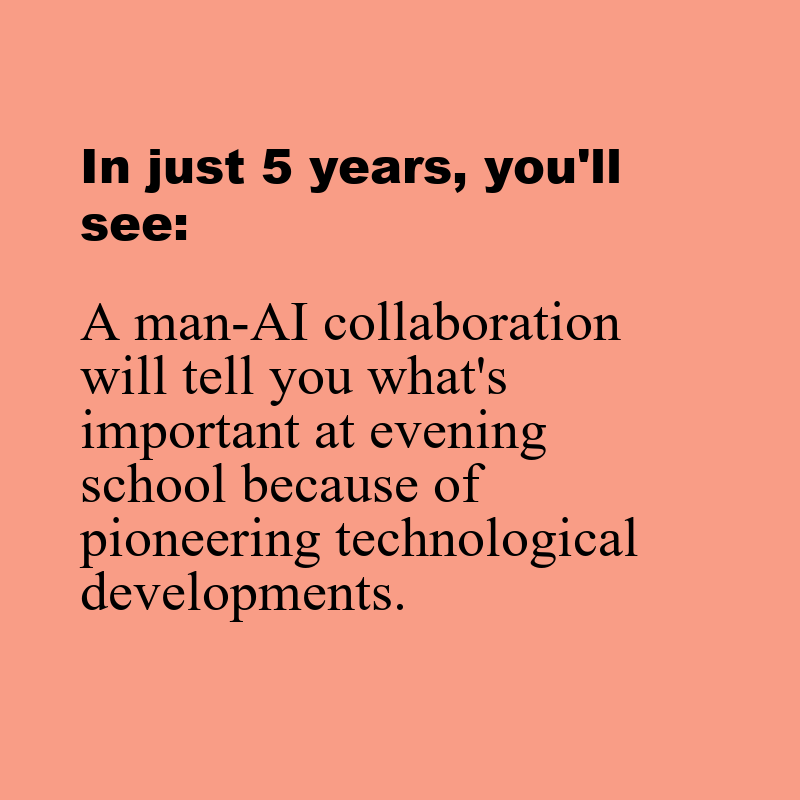 In just 5 years, you'll
see:
A man-AI collaboration
will tell you what's
important at evening
school because of
pioneering technological
developments.